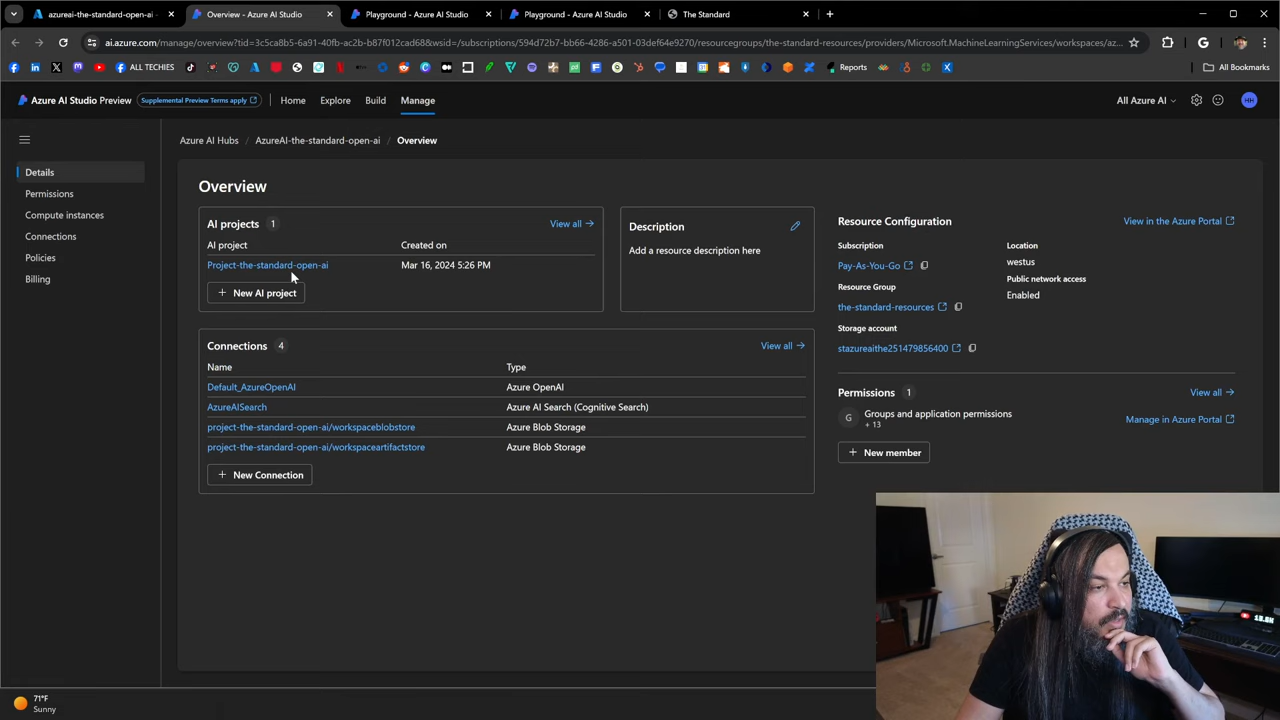 azureai-the-standard-open-ai -
Overview - Azure AI Studio
Playground - Azure AI Studio
Playground - Azure AI Studio
The Standard
ai.azure.com/manage/overview?tid=3c5ca8b5-6a91-40fb-ac2b-b87f012cad68&wsid=/subscriptions/594d72b7-bb66-4286-a501-03def64e9270/resourcegroups/the-standard-resources/providers/Microsoft.MachineLearningServices/workspaces/az...
ALL TECHIES
Reports
All Bookmarks
Azure AI Studio Preview
Supplemental Preview Terms apply
Home
Explore
Build
Manage
All Azure AI
HH
Azure AI Hubs / AzureAI-the-standard-open-ai / Overview
Details
Permissions
Compute instances
Connections
Policies
Billing
Overview
AI projects 1
View all
AI project
Created on
Project-the-standard-open-ai
Mar 16, 2024 5:26 PM
+ New AI project
Description
Add a resource description here
Connections 4
View all
Name
Type
Default_AzureOpenAI
Azure OpenAI
AzureAISearch
Azure AI Search (Cognitive Search)
project-the-standard-open-ai/workspaceblobstore
Azure Blob Storage
project-the-standard-open-ai/workspaceartifactstore
Azure Blob Storage
+ New Connection
Resource Configuration
View in the Azure Portal
Subscription
Pay-As-You-Go
Location
westus
Resource Group
the-standard-resources
Public network access
Enabled
Storage account
stazureaithe251479856400
Permissions 1
View all
G
Groups and application permissions
+ 13
Manage in Azure Portal
+ New member
71°F
Sunny